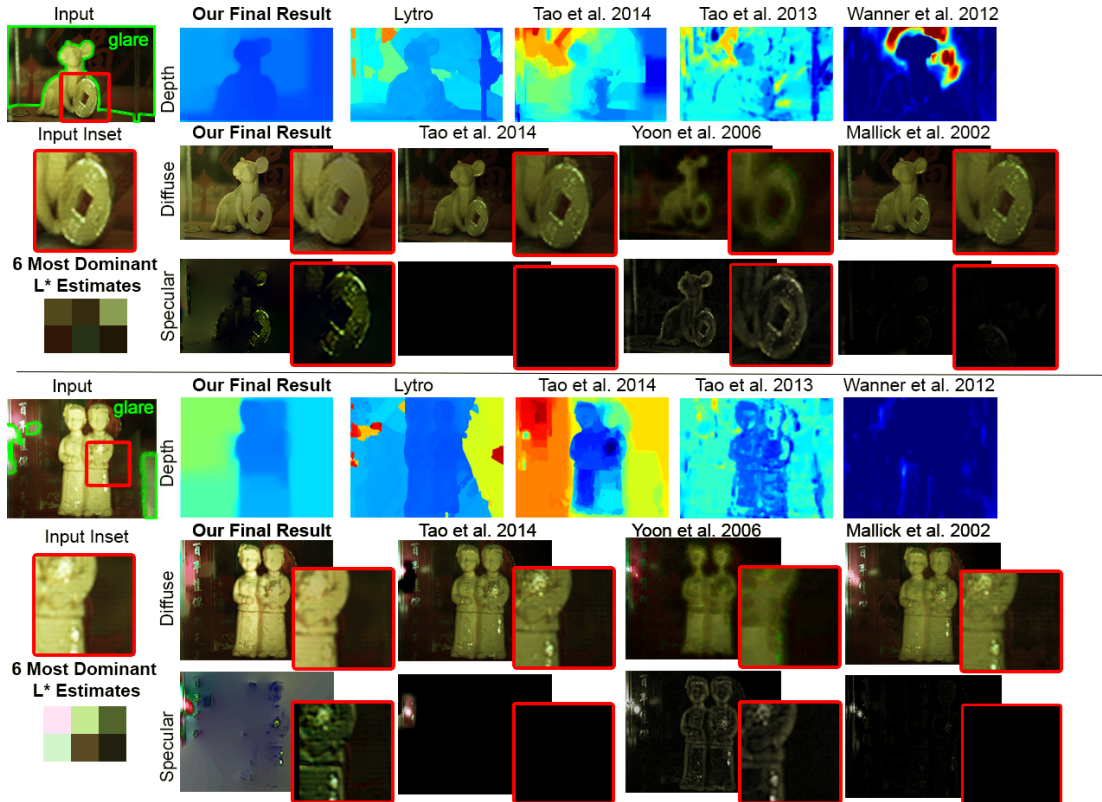 Input
Our Final Result
Lytro
Tao et al. 2014
Tao et al. 2013
Wanner et al. 2012
glare
Depth
Input Inset
Our Final Result
Tao et al. 2014
Yoon et al. 2006
Mallick et al. 2002
Diffuse
6 Most Dominant
L* Estimates
Specular
Input
Our Final Result
Lytro
Tao et al. 2014
Tao et al. 2013
Wanner et al. 2012
glare
Depth
Input Inset
Our Final Result
Tao et al. 2014
Yoon et al. 2006
Mallick et al. 2002
Diffuse
6 Most Dominant
L* Estimates
Specular